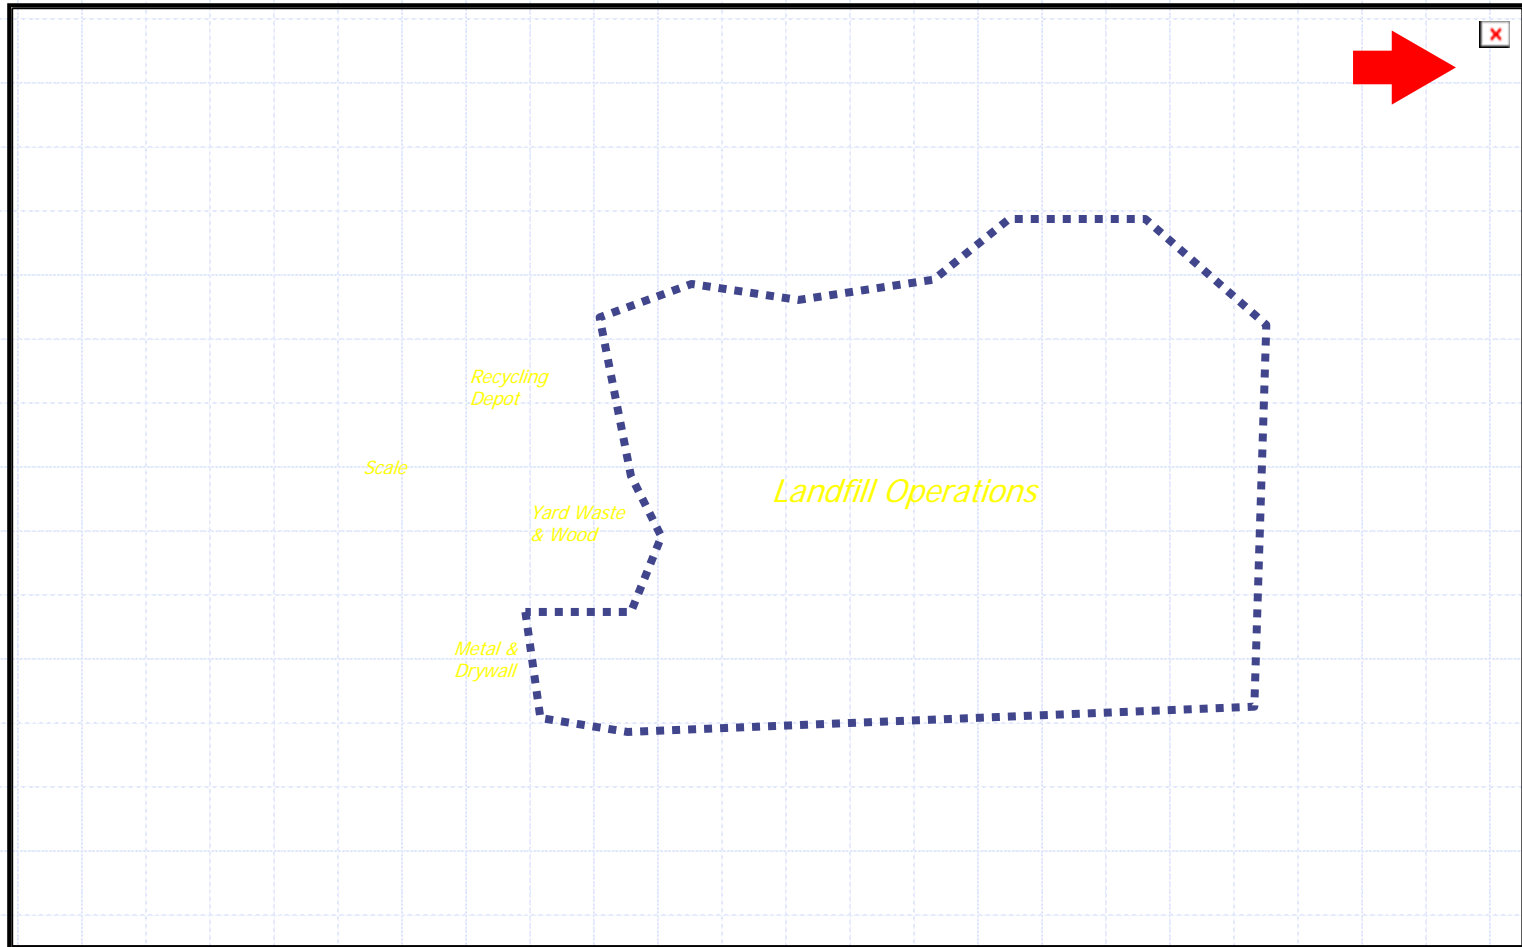 Recycling
Depot
Scale
Landfill Operations
Yard Waste
& Wood
Metal &
Drywall